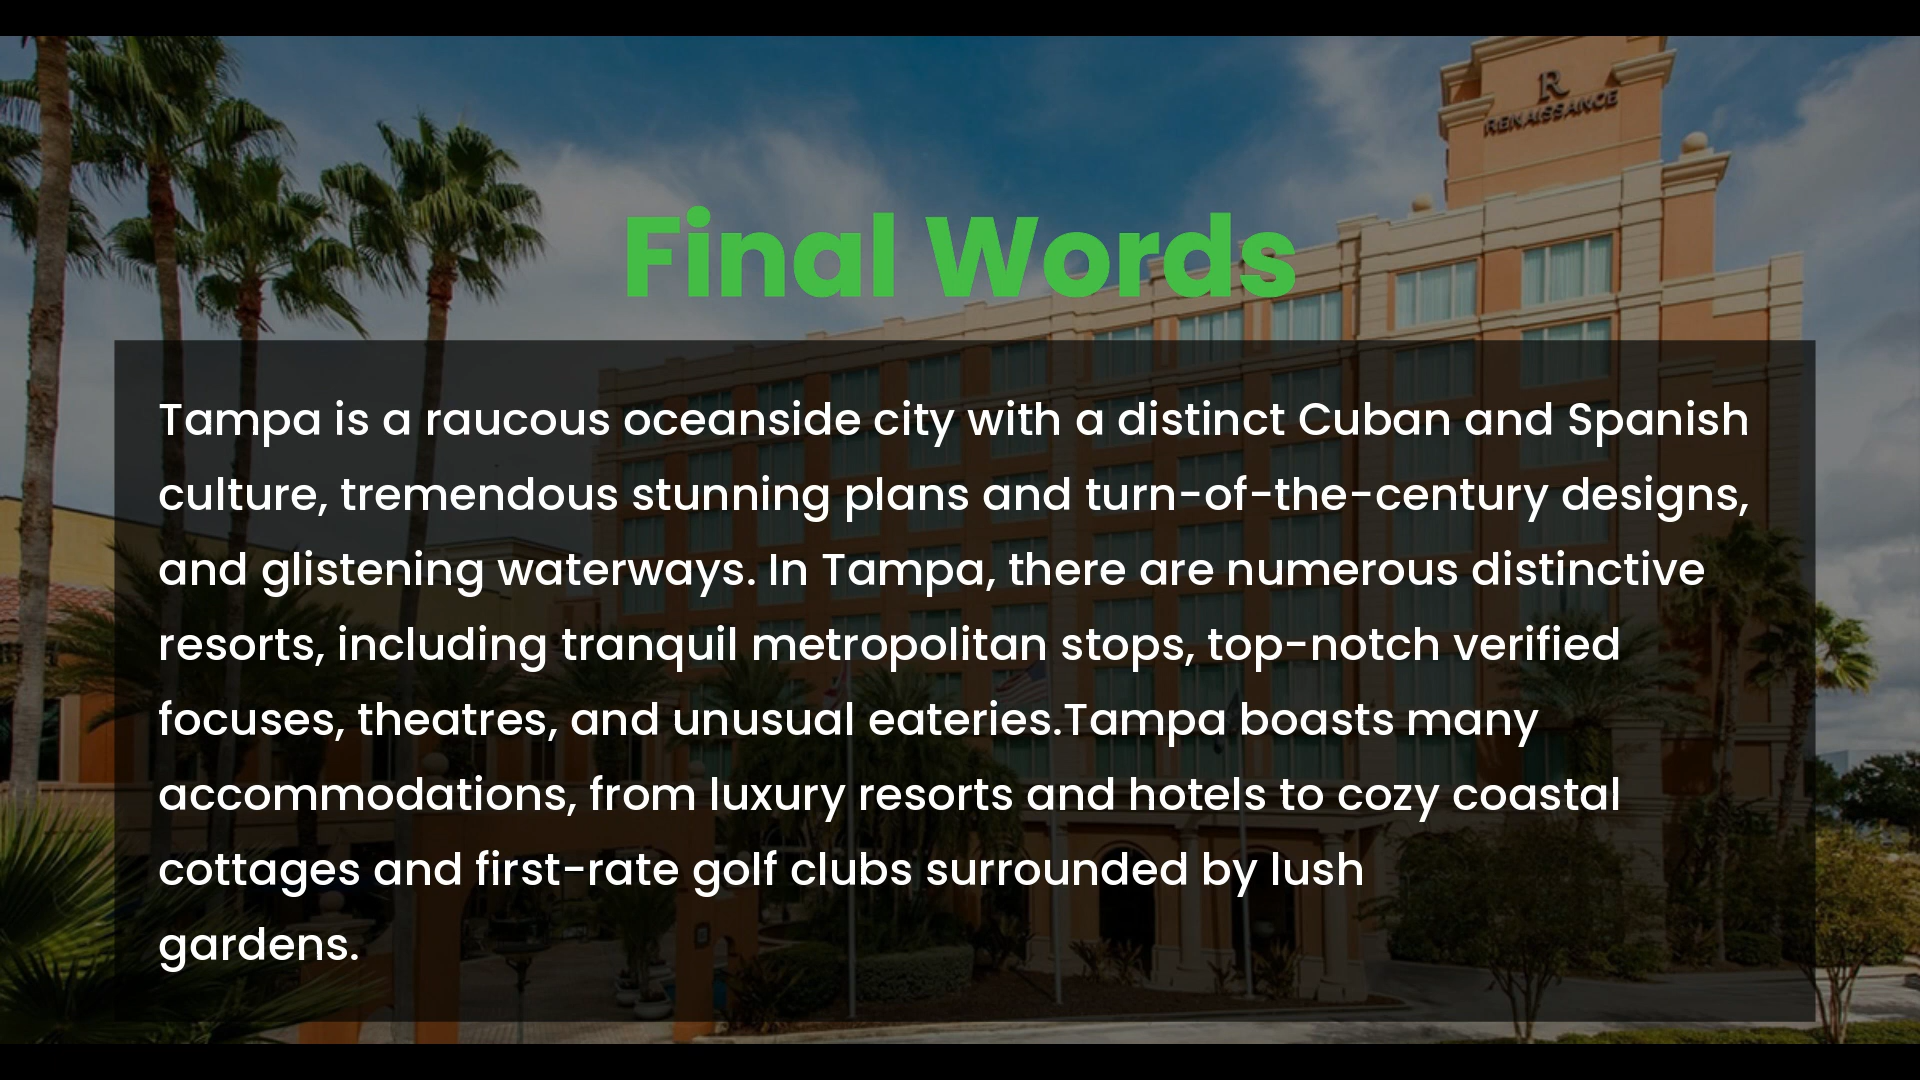 R
RENAISSANCE
Final Words
Tampa is a raucous oceanside city with a distinct Cuban and Spanish
culture, tremendous stunning plans and turn-of-the-century designs,
and glistening waterways. In Tampa, there are numerous distinctive
resorts, including tranquil metropolitan stops, top-notch verified
focuses, theatres, and unusual eateries.Tampa boasts many
accommodations, from luxury resorts and hotels to cozy coastal
cottages and first-rate golf clubs surrounded by lush
gardens.